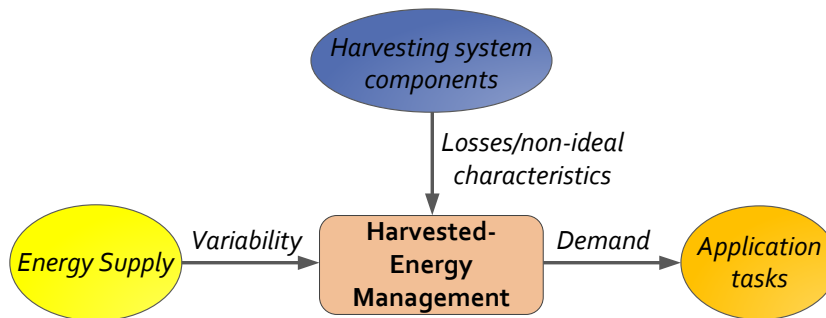 Harvesting system
components
Losses/non-ideal
characteristics
Energy Supply
Variability
Harvested-
Energy
Management
Demand
Application
tasks